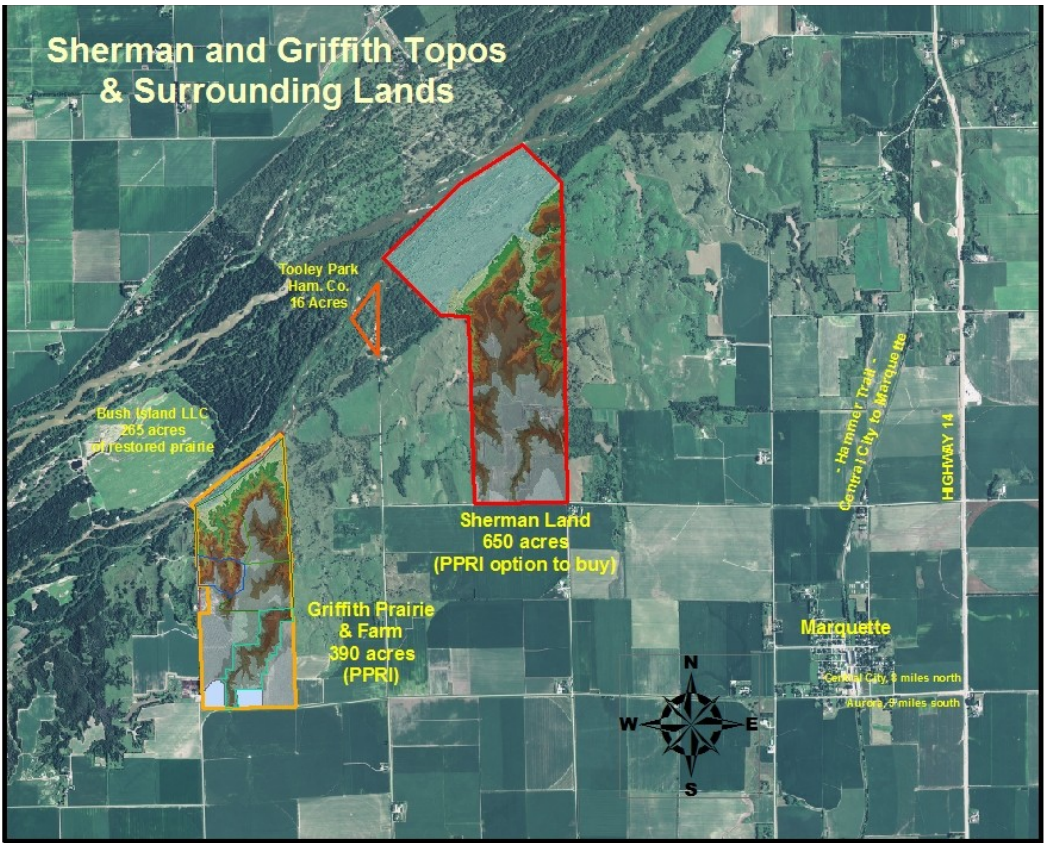 Sherman and Griffith Topos
& Surrounding Lands
Tooley Park
Ham. Co.
16 Acres
Bush Island LLC
265 acres
of restored prairie
- Hammer Trail -
Central City to Marquette
HIGHWAY 14
Sherman Land
650 acres
(PPRI option to buy)
Griffith Prairie
& Farm
390 acres
(PPRI)
Marquette
Central City, 8 miles north
Aurora, 9 miles south
N
W
E
S